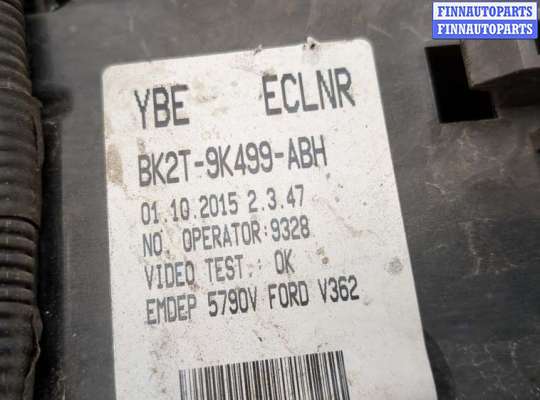 FINNAUTOPARTS
FINNAUTOPARTS
YBE ECLNR
BK2T-9K499-ABH
01.10.2015 2.3.47
NO. OPERATOR:9328
VIDEO TEST.: OK
EMDEP 579DV FORD V362